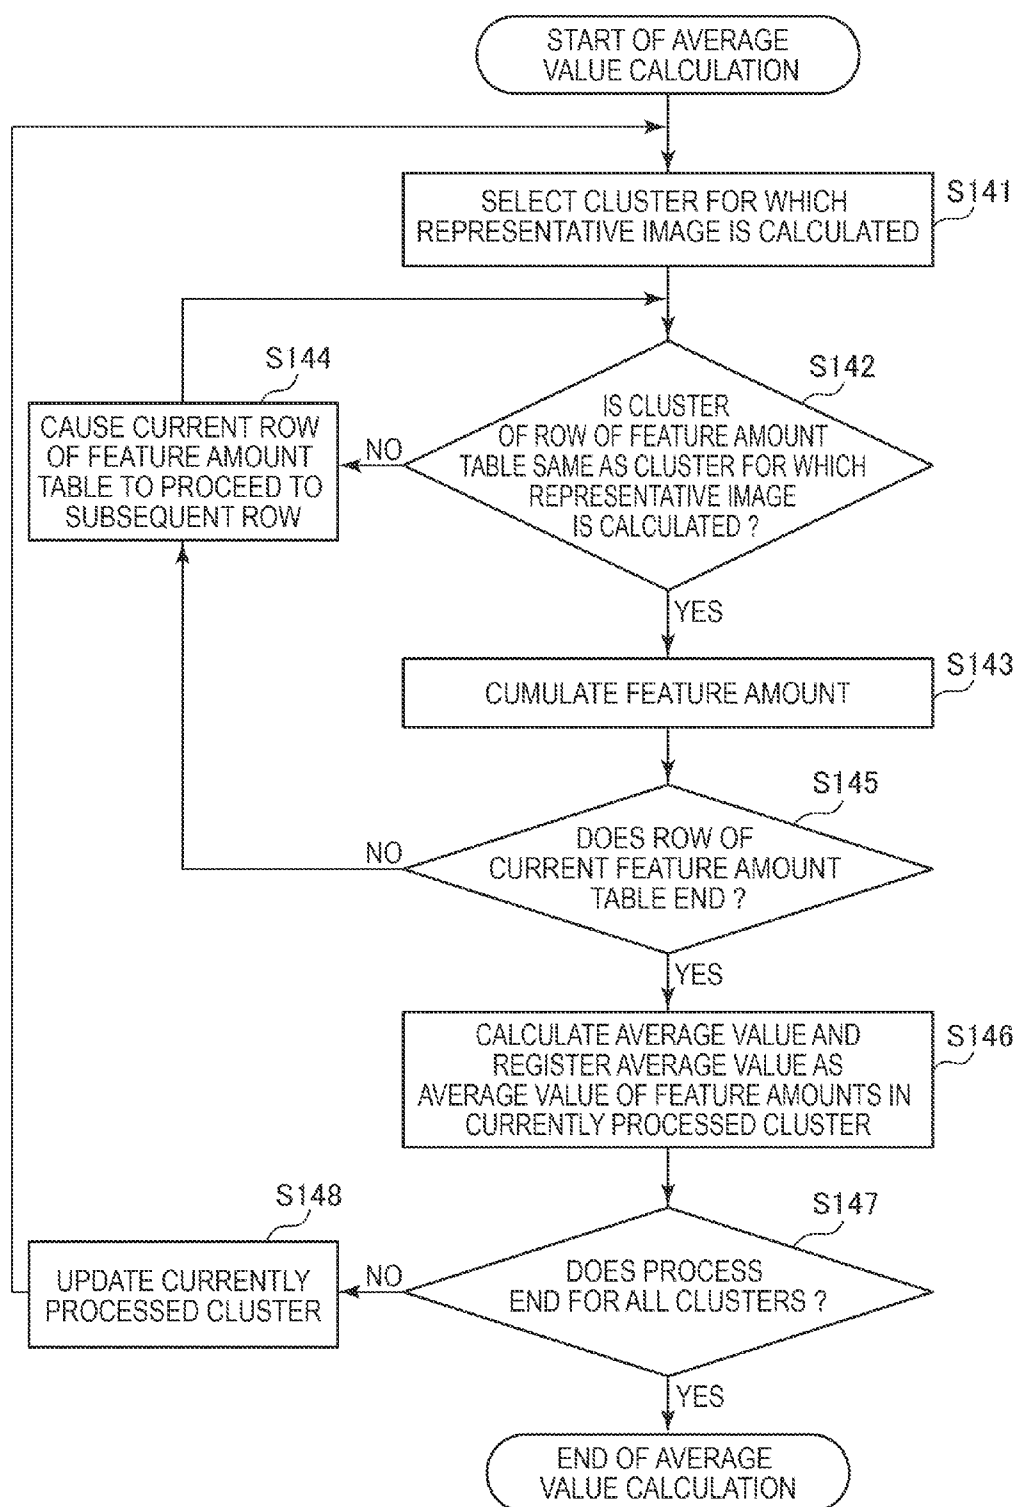 START OF AVERAGE
VALUE CALCULATION
S141
SELECT CLUSTER FOR WHICH
REPRESENTATIVE IMAGE IS CALCULATED
S144
CAUSE CURRENT ROW
OF FEATURE AMOUNT
TABLE TO PROCEED TO
SUBSEQUENT ROW
NO
S142
IS CLUSTER
OF ROW OF FEATURE AMOUNT
TABLE SAME AS CLUSTER FOR WHICH
REPRESENTATIVE IMAGE
IS CALCULATED ?
YES
S143
CUMULATE FEATURE AMOUNT
S145
NO
DOES ROW OF
CURRENT FEATURE AMOUNT
TABLE END ?
YES
S146
CALCULATE AVERAGE VALUE AND
REGISTER AVERAGE VALUE AS
AVERAGE VALUE OF FEATURE AMOUNTS IN
CURRENTLY PROCESSED CLUSTER
S148
UPDATE CURRENTLY
PROCESSED CLUSTER
NO
S147
DOES PROCESS
END FOR ALL CLUSTERS ?
YES
END OF AVERAGE
VALUE CALCULATION